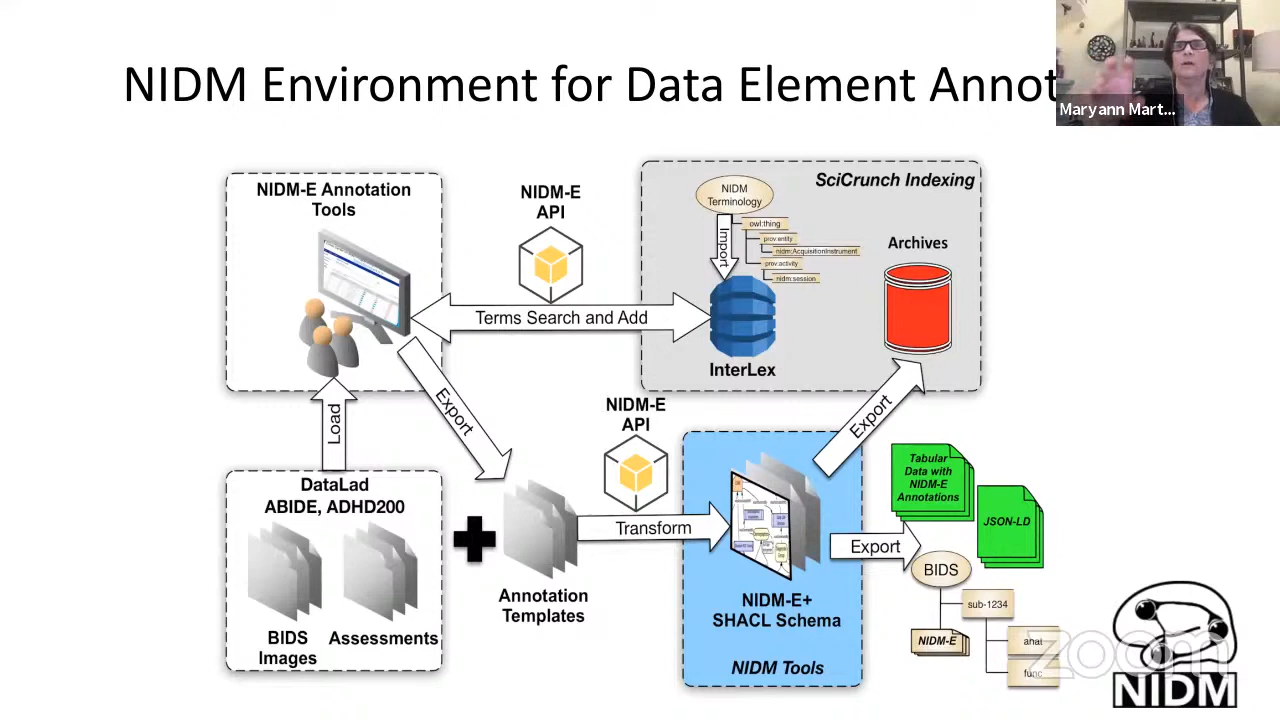 NIDM Environment for Data Element Annot
Maryann Mart...
NIDM-E Annotation
Tools
NIDM-E
API
SciCrunch Indexing
NIDM
Terminology
owl:thing
prov:entity
nidm:AcquisitionInstrument
prov:activity
nidm:session
Import
Archives
Terms Search and Add
InterLex
Load
Export
NIDM-E
API
Export
DataLad
ABIDE, ADHD200
BIDS
Images
Assessments
Annotation
Templates
Transform
NIDM-E+
SHACL Schema
NIDM Tools
Export
Tabular
Data with
NIDM-E
Annotations
JSON-LD
BIDS
sub-1234
NIDM-E
anat
func
zoom
NIDM